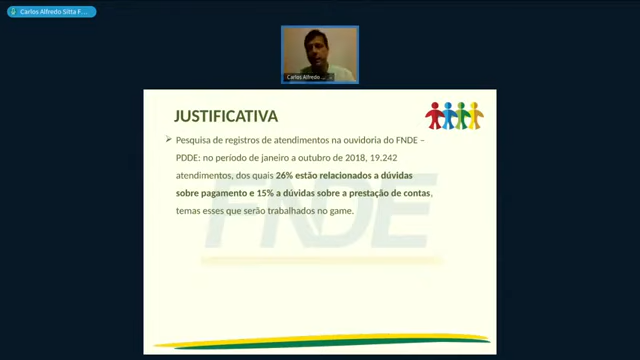 Carlos Alfredo Sitta F...
Carlos Alfredo ...
JUSTIFICATIVA
➢ Pesquisa de registros de atendimentos na ouvidoria do FNDE –
PDDE: no período de janeiro a outubro de 2018, 19.242
atendimentos, dos quais 26% estão relacionados a dúvidas
sobre pagamento e 15% a dúvidas sobre a prestação de contas,
temas esses que serão trabalhados no game.
FNDE